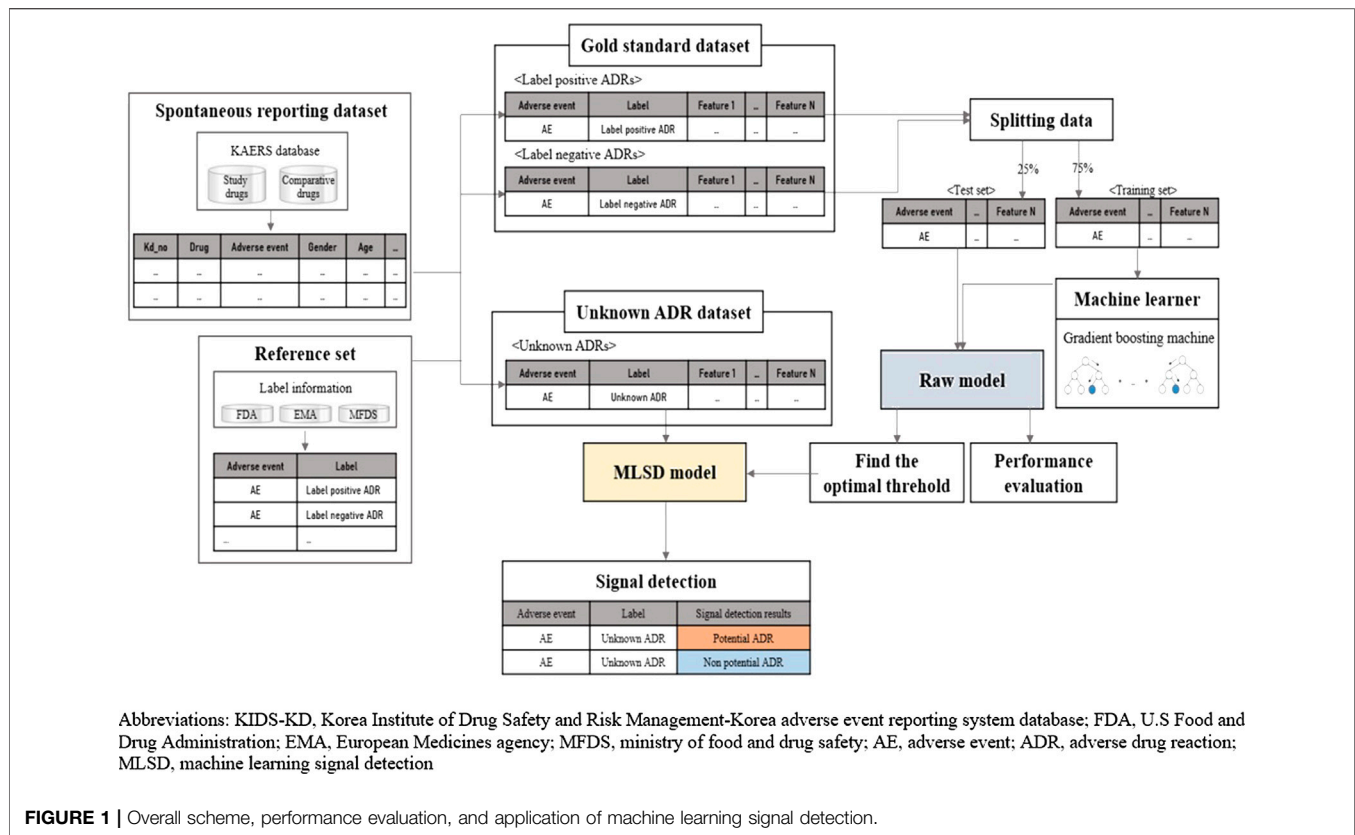 Spontaneous reporting dataset
KAERS database
Study drugs
Comparative drugs
Kd_no Drug Adverse event Gender Age ..
.. .. .. .. .. ..
.. .. .. .. .. ..
Reference set
Label information
FDA EMA MFDS
Adverse event Label
AE Label positive ADR
AE Label negative ADR
.. ..
Gold standard dataset
<Label positive ADRs>
Adverse event Label Feature 1 .. Feature N
AE Label positive ADR .. .. ..
<Label negative ADRs>
Adverse event Label Feature 1 .. Feature N
AE Label negative ADR .. .. ..
Unknown ADR dataset
<Unknown ADRs>
Adverse event Label Feature 1 .. Feature N
AE Unknown ADR .. .. ..
Splitting data
25% 75%
<Test set>
Adverse event .. Feature N
AE .. ..
<Training set>
Adverse event .. Feature N
AE .. ..
Machine learner
Gradient boosting machine
. . .
Raw model
Find the
optimal threhold
Performance
evaluation
MLSD model
Signal detection
Adverse event Label Signal detection results
AE Unknown ADR Potential ADR
AE Unknown ADR Non potential ADR
Abbreviations: KIDS-KD, Korea Institute of Drug Safety and Risk Management-Korea adverse event reporting system database; FDA, U.S Food and
Drug Administration; EMA, European Medicines agency; MFDS, ministry of food and drug safety; AE, adverse event; ADR, adverse drug reaction;
MLSD, machine learning signal detection
FIGURE 1 | Overall scheme, performance evaluation, and application of machine learning signal detection.